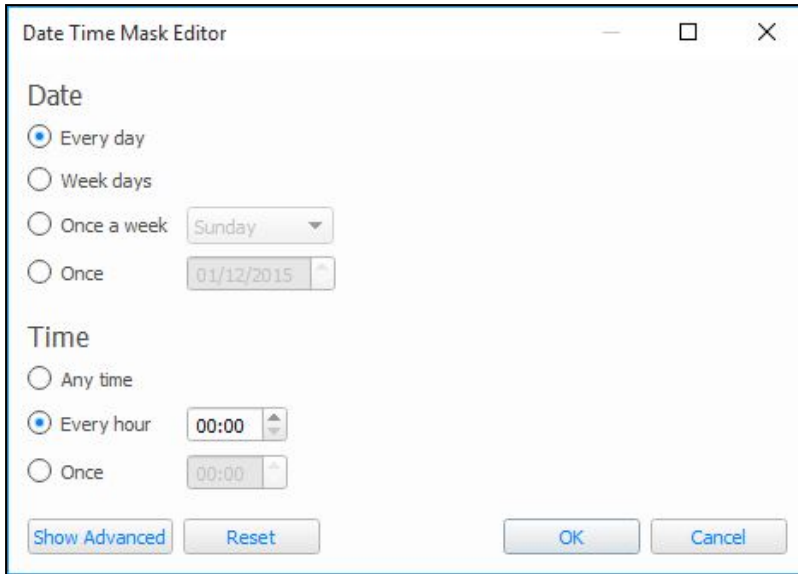 Date Time Mask Editor
Date
Every day
Week days
Once a week Sunday
Once 01/12/2015
Time
Any time
Every hour 00:00
Once 00:00
Show Advanced Reset OK Cancel